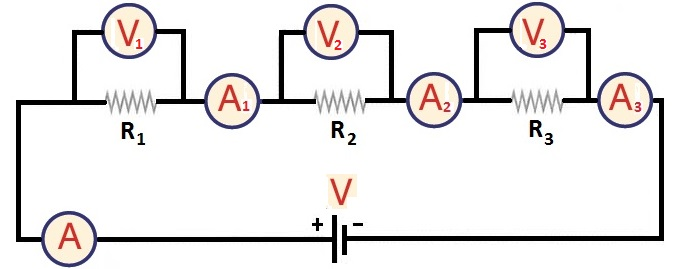 V1 V2 V3
A1 A2 A3
R1 R2 R3
V
+ -
A